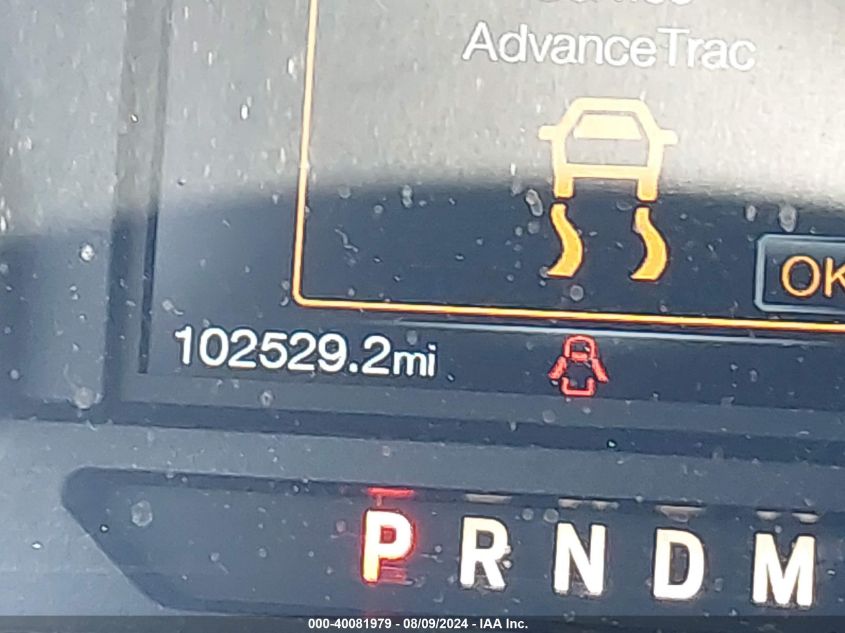 AdvanceTrac
OK
102529.2mi
P R N D M
000-40081979 - 08/09/2024 - IAA Inc.